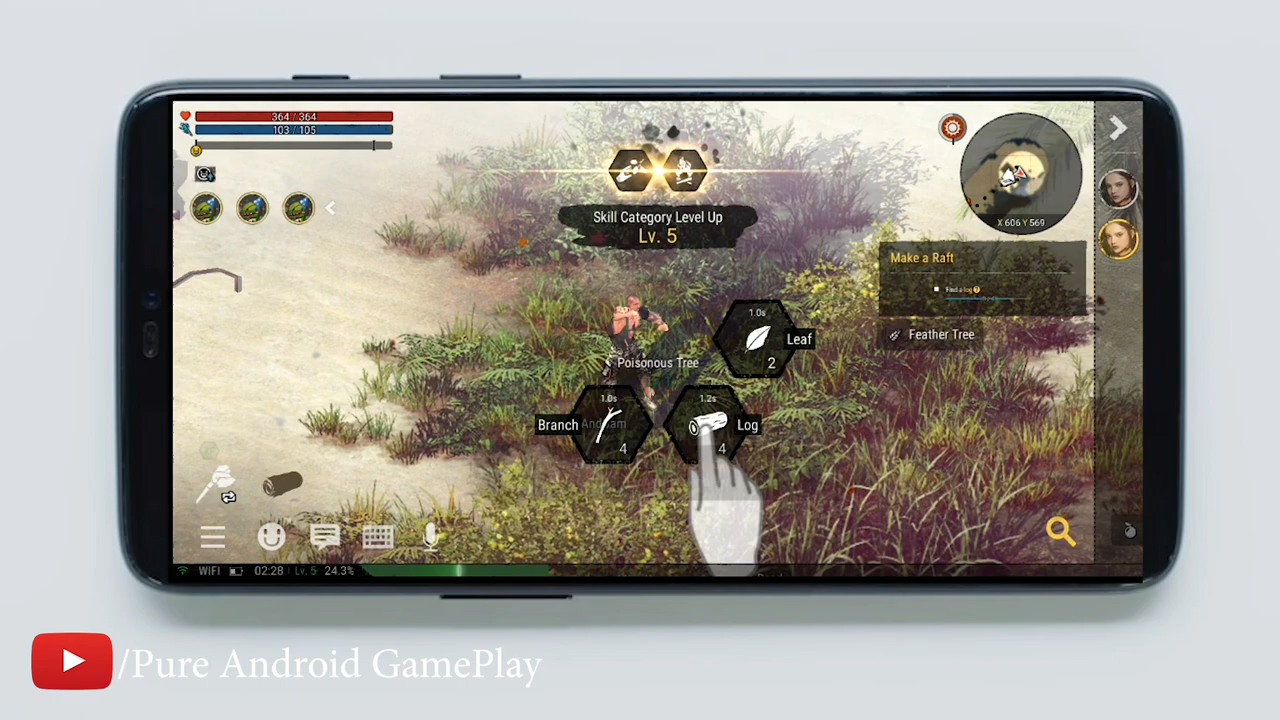 364 / 364
103 / 105
Skill Category Level Up
Lv. 5
X 606 Y 569
Make a Raft
Find a log
Feather Tree
1.0s
Leaf
2
Poisonous Tree
1.0s
Branch
4
1.2s
Log
4
WIFI 02:28 Lv. 5 24.3%
/Pure Android GamePlay